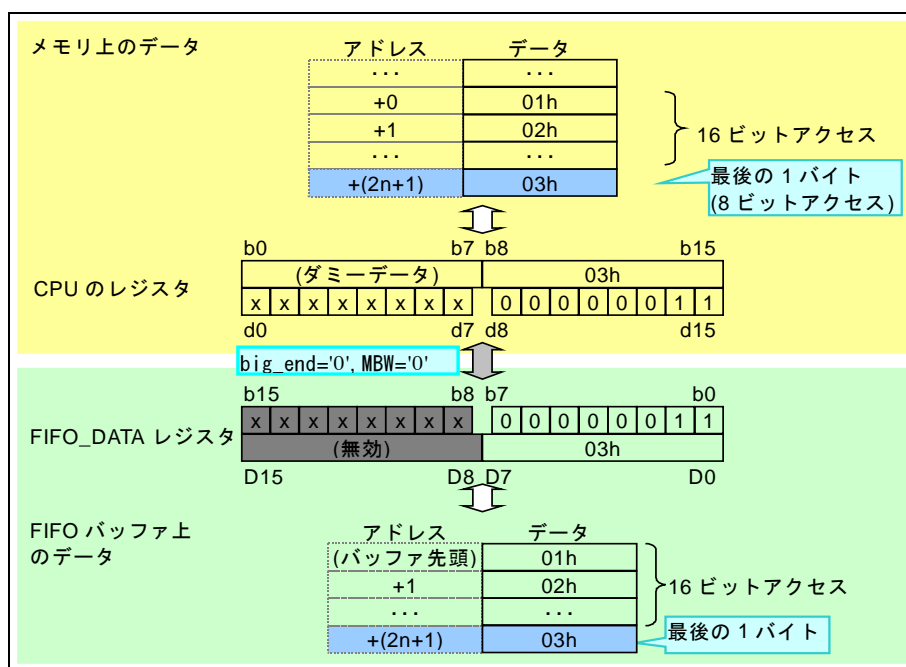 メモリ上のデータ
アドレス データ
... ...
+0 01h
+1 02h
... ...
+(2n+1) 03h
16 ビットアクセス
最後の 1 バイト
(8 ビットアクセス)
b0 b7 b8 b15
CPU のレジスタ
(ダミーデータ) 03h
x x x x x x x x 0 0 0 0 0 0 1 1
d0 d7 d8 d15
big_end='0', MBW='0'
b15 b8 b7 b0
FIFO_DATA レジスタ
x x x x x x x x 0 0 0 0 0 0 1 1
(無効) 03h
D15 D8 D7 D0
FIFO バッファ上
のデータ
アドレス データ
(バッファ先頭) 01h
+1 02h
... ...
+(2n+1) 03h
16 ビットアクセス
最後の 1 バイト